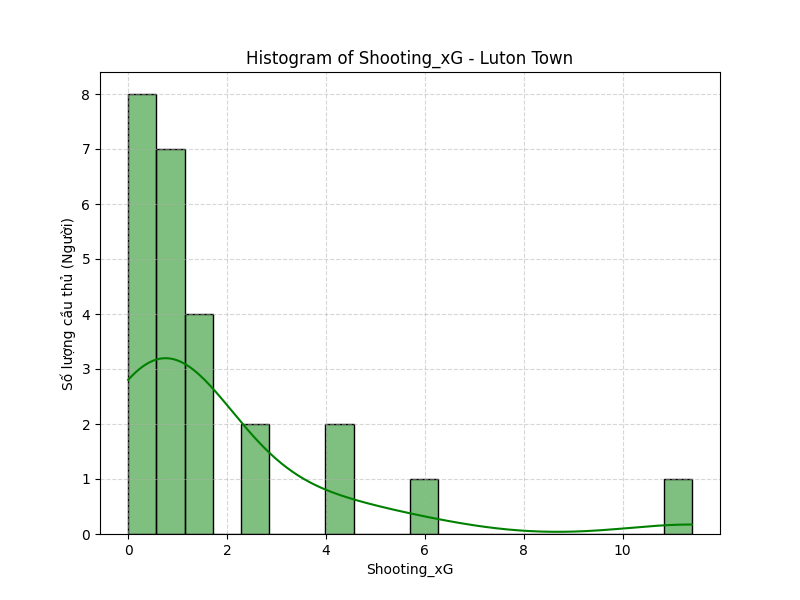 Histogram of Shooting_xG - Luton Town
Số lượng cầu thủ (Người)
8
7
6
5
4
3
2
1
0
0 2 4 6 8 10
Shooting_xG